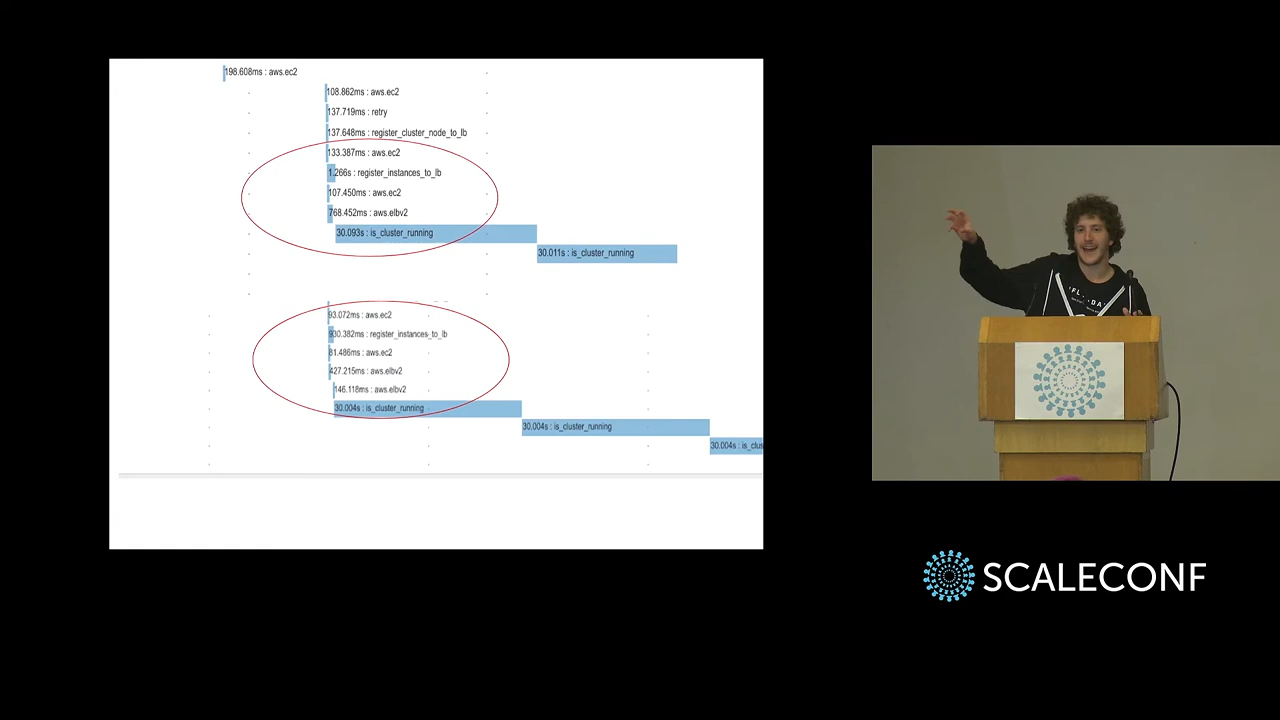 198.608ms : aws.ec2
108.862ms : aws.ec2
137.719ms : retry
137.648ms : register_cluster_node_to_lb
133.387ms : aws.ec2
1.266s : register_instances_to_lb
107.450ms : aws.ec2
768.452ms : aws.elbv2
30.093s : is_cluster_running
30.011s : is_cluster_running
93.072ms : aws.ec2
930.382ms : register_instances_to_lb
81.486ms : aws.ec2
427.215ms : aws.elbv2
146.118ms : aws.elbv2
30.004s : is_cluster_running
30.004s : is_cluster_running
30.004s : is_clus
SCALECONF